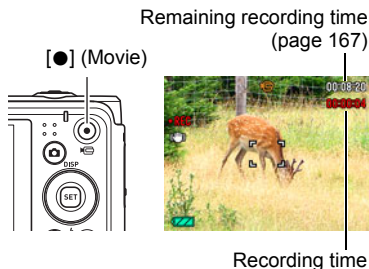 Remaining recording time
(page 167)
[●] (Movie)
00:08:20
●REC
00:00:04
DISP
SET
Recording time